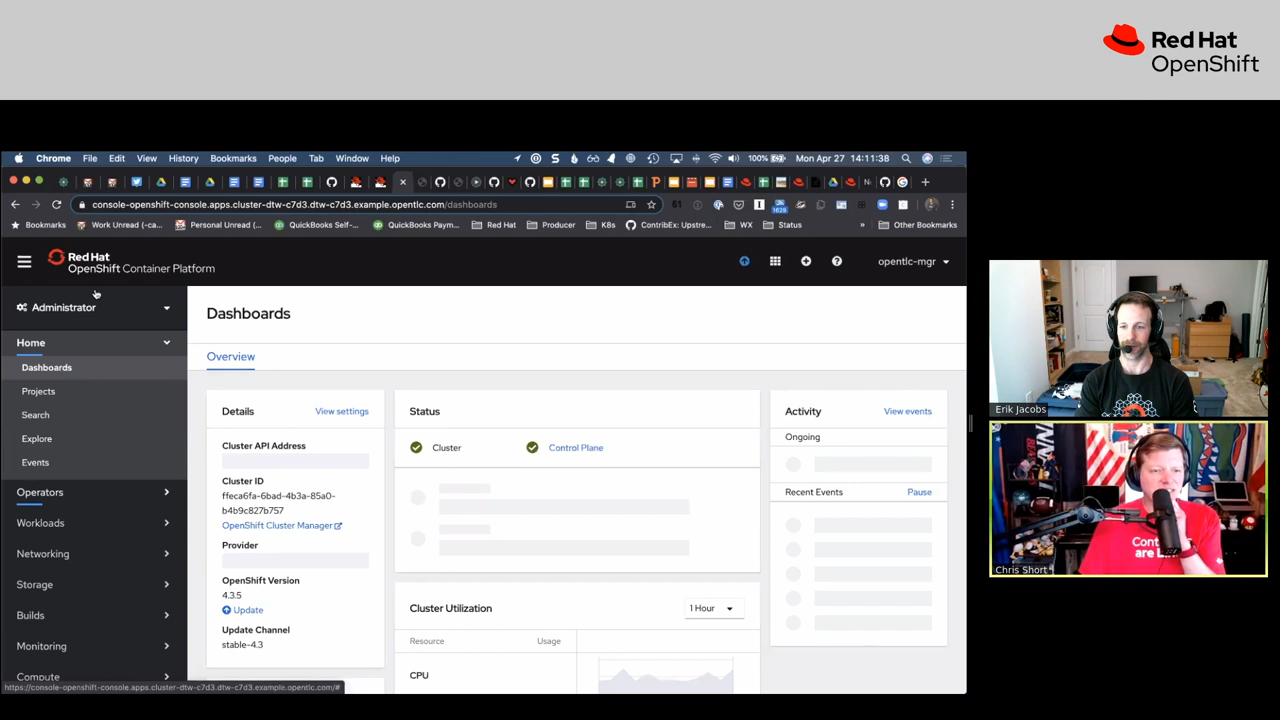 Red Hat
OpenShift
Chrome File Edit View History Bookmarks People Tab Window Help 100% Mon Apr 27 14:11:38
console-openshift-console.apps.cluster-dtw-c7d3.dtw-c7d3.example.opentlc.com/dashboards
61
1628
Bookmarks Work Unread (-ca... Personal Unread (... QuickBooks Self-... QuickBooks Paym... Red Hat Producer K8s ContribEx: Upstre... WX Status » Other Bookmarks
Red Hat
OpenShift Container Platform
opentlc-mgr
Administrator
Home
Dashboards
Projects
Search
Explore
Events
Operators
Workloads
Networking
Storage
Builds
Monitoring
Compute
https://console-openshift-console.apps.cluster-dtw-c7d3.dtw-c7d3.example.opentlc.com/#
Dashboards
Overview
Details View settings
Cluster API Address
Cluster ID
ffeca6fa-6bad-4b3a-85a0-
b4b9c827b757
OpenShift Cluster Manager
Provider
OpenShift Version
4.3.5
Update
Update Channel
stable-4.3
Status
Cluster Control Plane
Cluster Utilization 1 Hour
Resource Usage
CPU
Activity View events
Ongoing
Recent Events Pause
Erik Jacobs
Chris Short